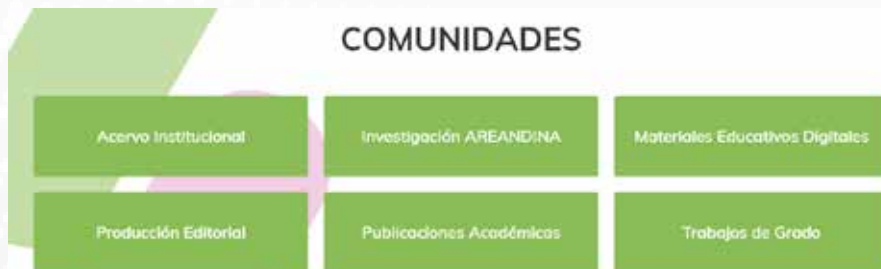 COMUNIDADES
Acervo Institucional
Investigación AREANDINA
Materiales Educativos Digitales
Producción Editorial
Publicaciones Académicas
Trabajos de Grado